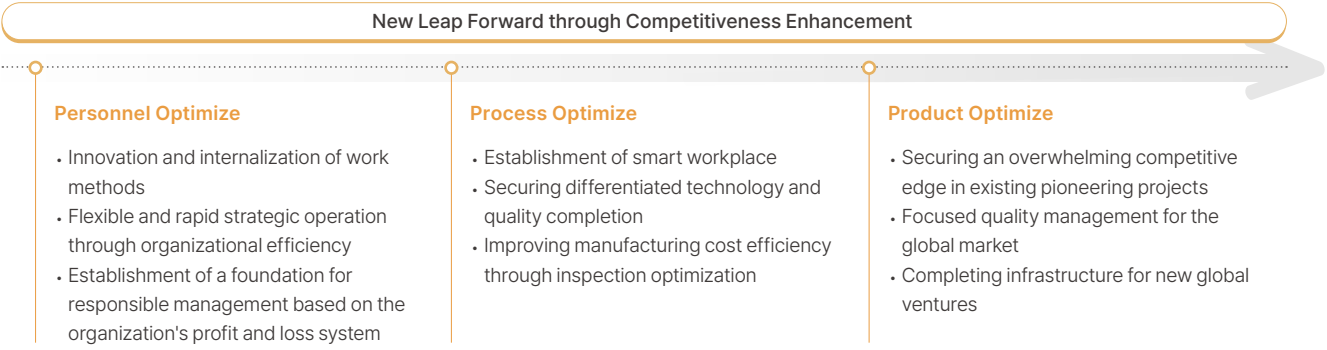 New Leap Forward through Competitiveness Enhancement
Personnel Optimize
• Innovation and internalization of work
methods
• Flexible and rapid strategic operation
through organizational efficiency
• Establishment of a foundation for
responsible management based on the
organization's profit and loss system
Process Optimize
• Establishment of smart workplace
• Securing differentiated technology and
quality completion
• Improving manufacturing cost efficiency
through inspection optimization
Product Optimize
• Securing an overwhelming competitive
edge in existing pioneering projects
• Focused quality management for the
global market
• Completing infrastructure for new global
ventures